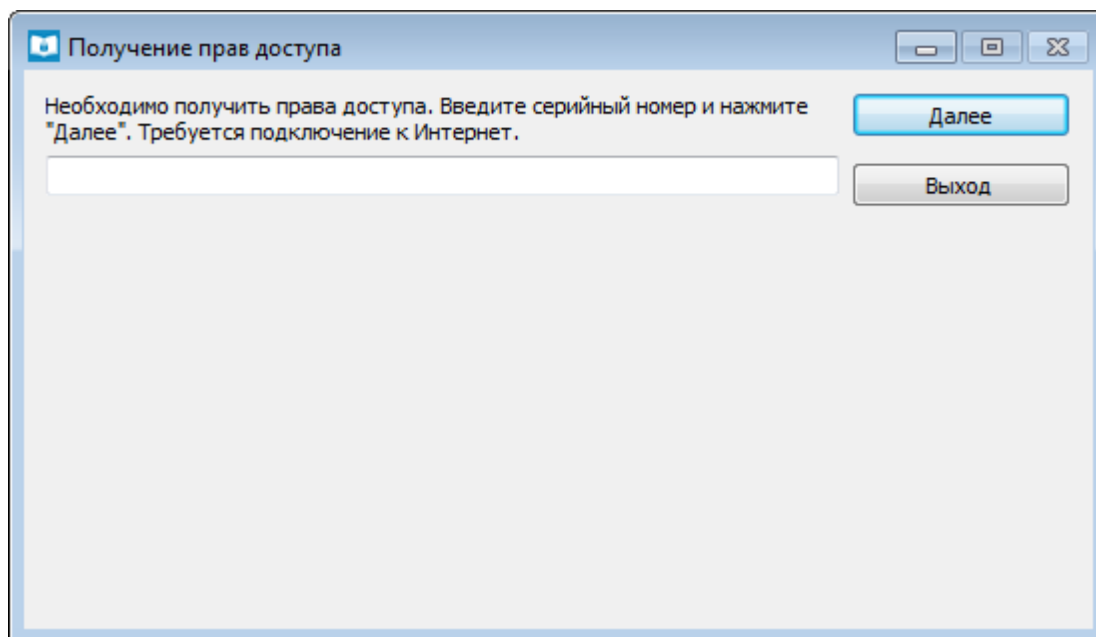 Получение прав доступа
Необходимо получить права доступа. Введите серийный номер и нажмите
"Далее". Требуется подключение к Интернет.
Далее
Выход